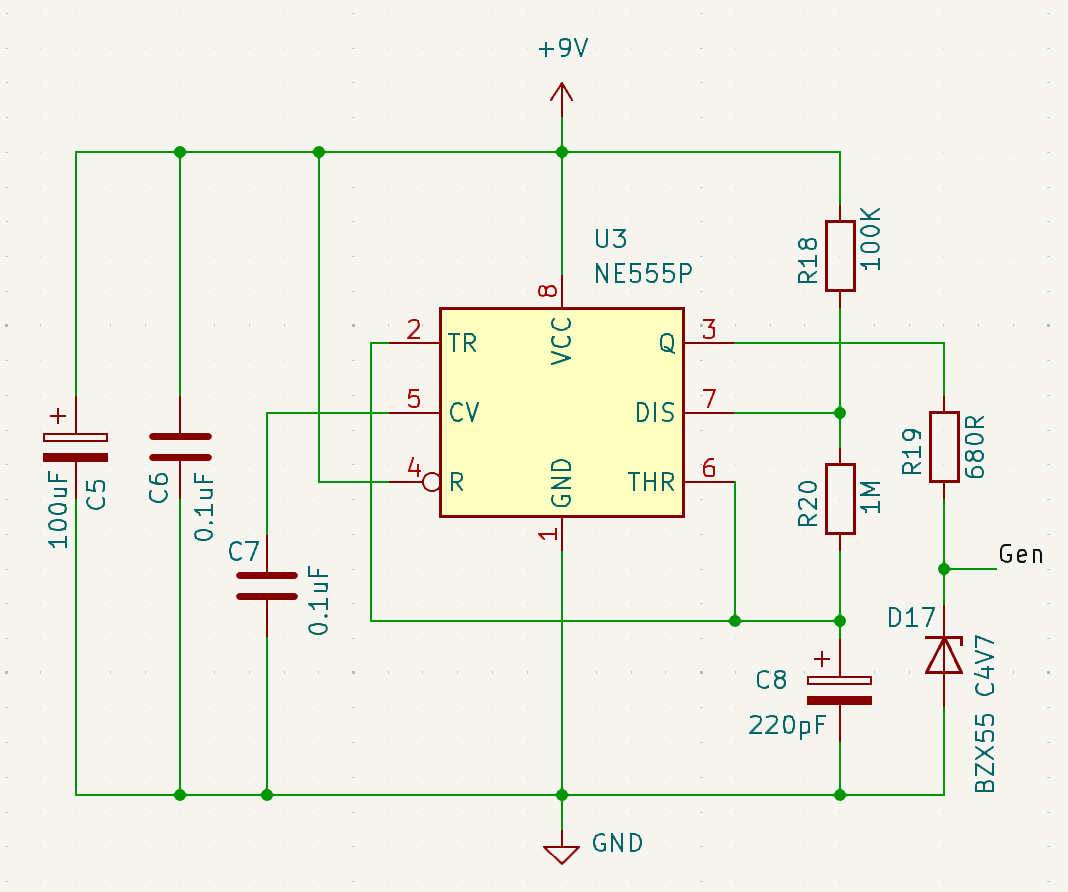 +9V
U3
NE555P
R18
100K
8
2
TR
VCC
Q
3
+
5
CV
DIS
7
4
R
GND
THR
6
R19
680R
100uF
C5
C6
0.1uF
R20
1M
1
C7
0.1uF
Gen
D17
+
C8
220pF
BZX55 C4V7
GND